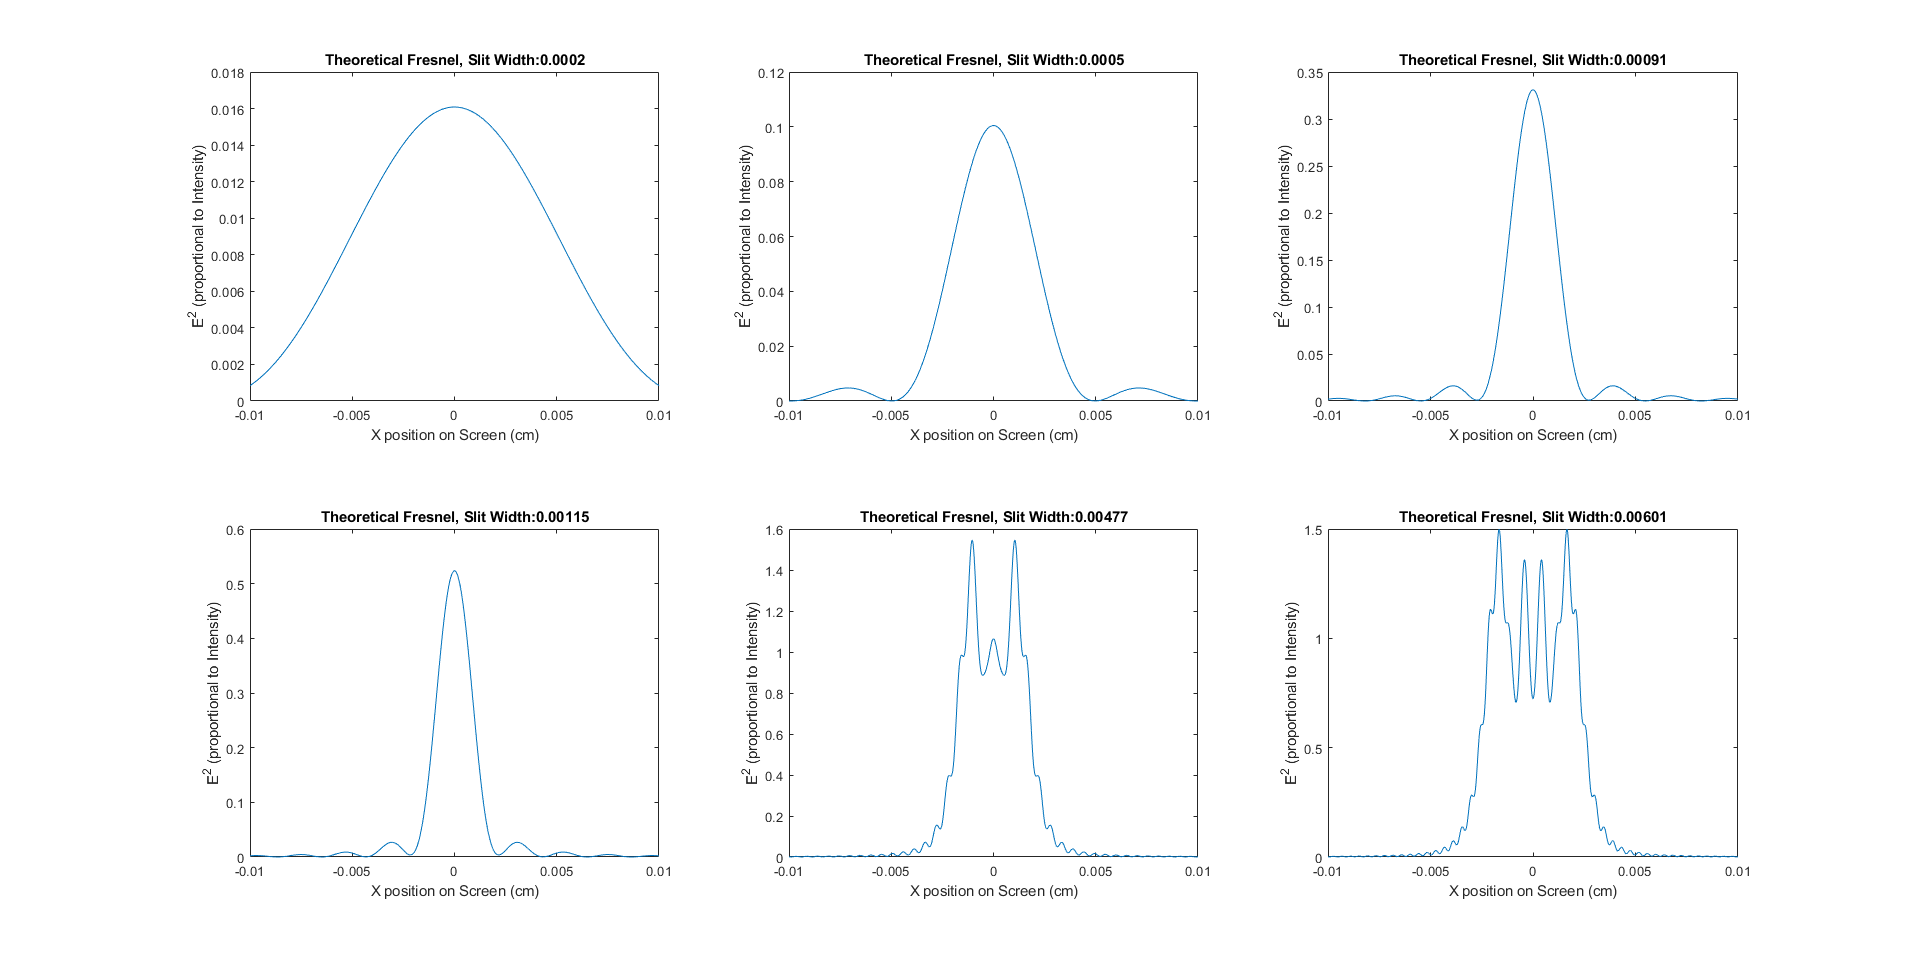 Theoretical Fresnel, Slit Width:0.0002
0.018
0.016
0.014
0.012
0.01
0.008
0.006
0.004
0.002
0
E2 (proportional to Intensity)
-0.01 -0.005 0 0.005 0.01
X position on Screen (cm)
Theoretical Fresnel, Slit Width:0.0005
0.12
0.1
0.08
0.06
0.04
0.02
0
E2 (proportional to Intensity)
-0.01 -0.005 0 0.005 0.01
X position on Screen (cm)
Theoretical Fresnel, Slit Width:0.00091
0.35
0.3
0.25
0.2
0.15
0.1
0.05
0
E2 (proportional to Intensity)
-0.01 -0.005 0 0.005 0.01
X position on Screen (cm)
Theoretical Fresnel, Slit Width:0.00115
0.6
0.5
0.4
0.3
0.2
0.1
0
E2 (proportional to Intensity)
-0.01 -0.005 0 0.005 0.01
X position on Screen (cm)
Theoretical Fresnel, Slit Width:0.00477
1.6
1.4
1.2
1
0.8
0.6
0.4
0.2
0
E2 (proportional to Intensity)
-0.01 -0.005 0 0.005 0.01
X position on Screen (cm)
Theoretical Fresnel, Slit Width:0.00601
1.5
1
0.5
0
E2 (proportional to Intensity)
-0.01 -0.005 0 0.005 0.01
X position on Screen (cm)